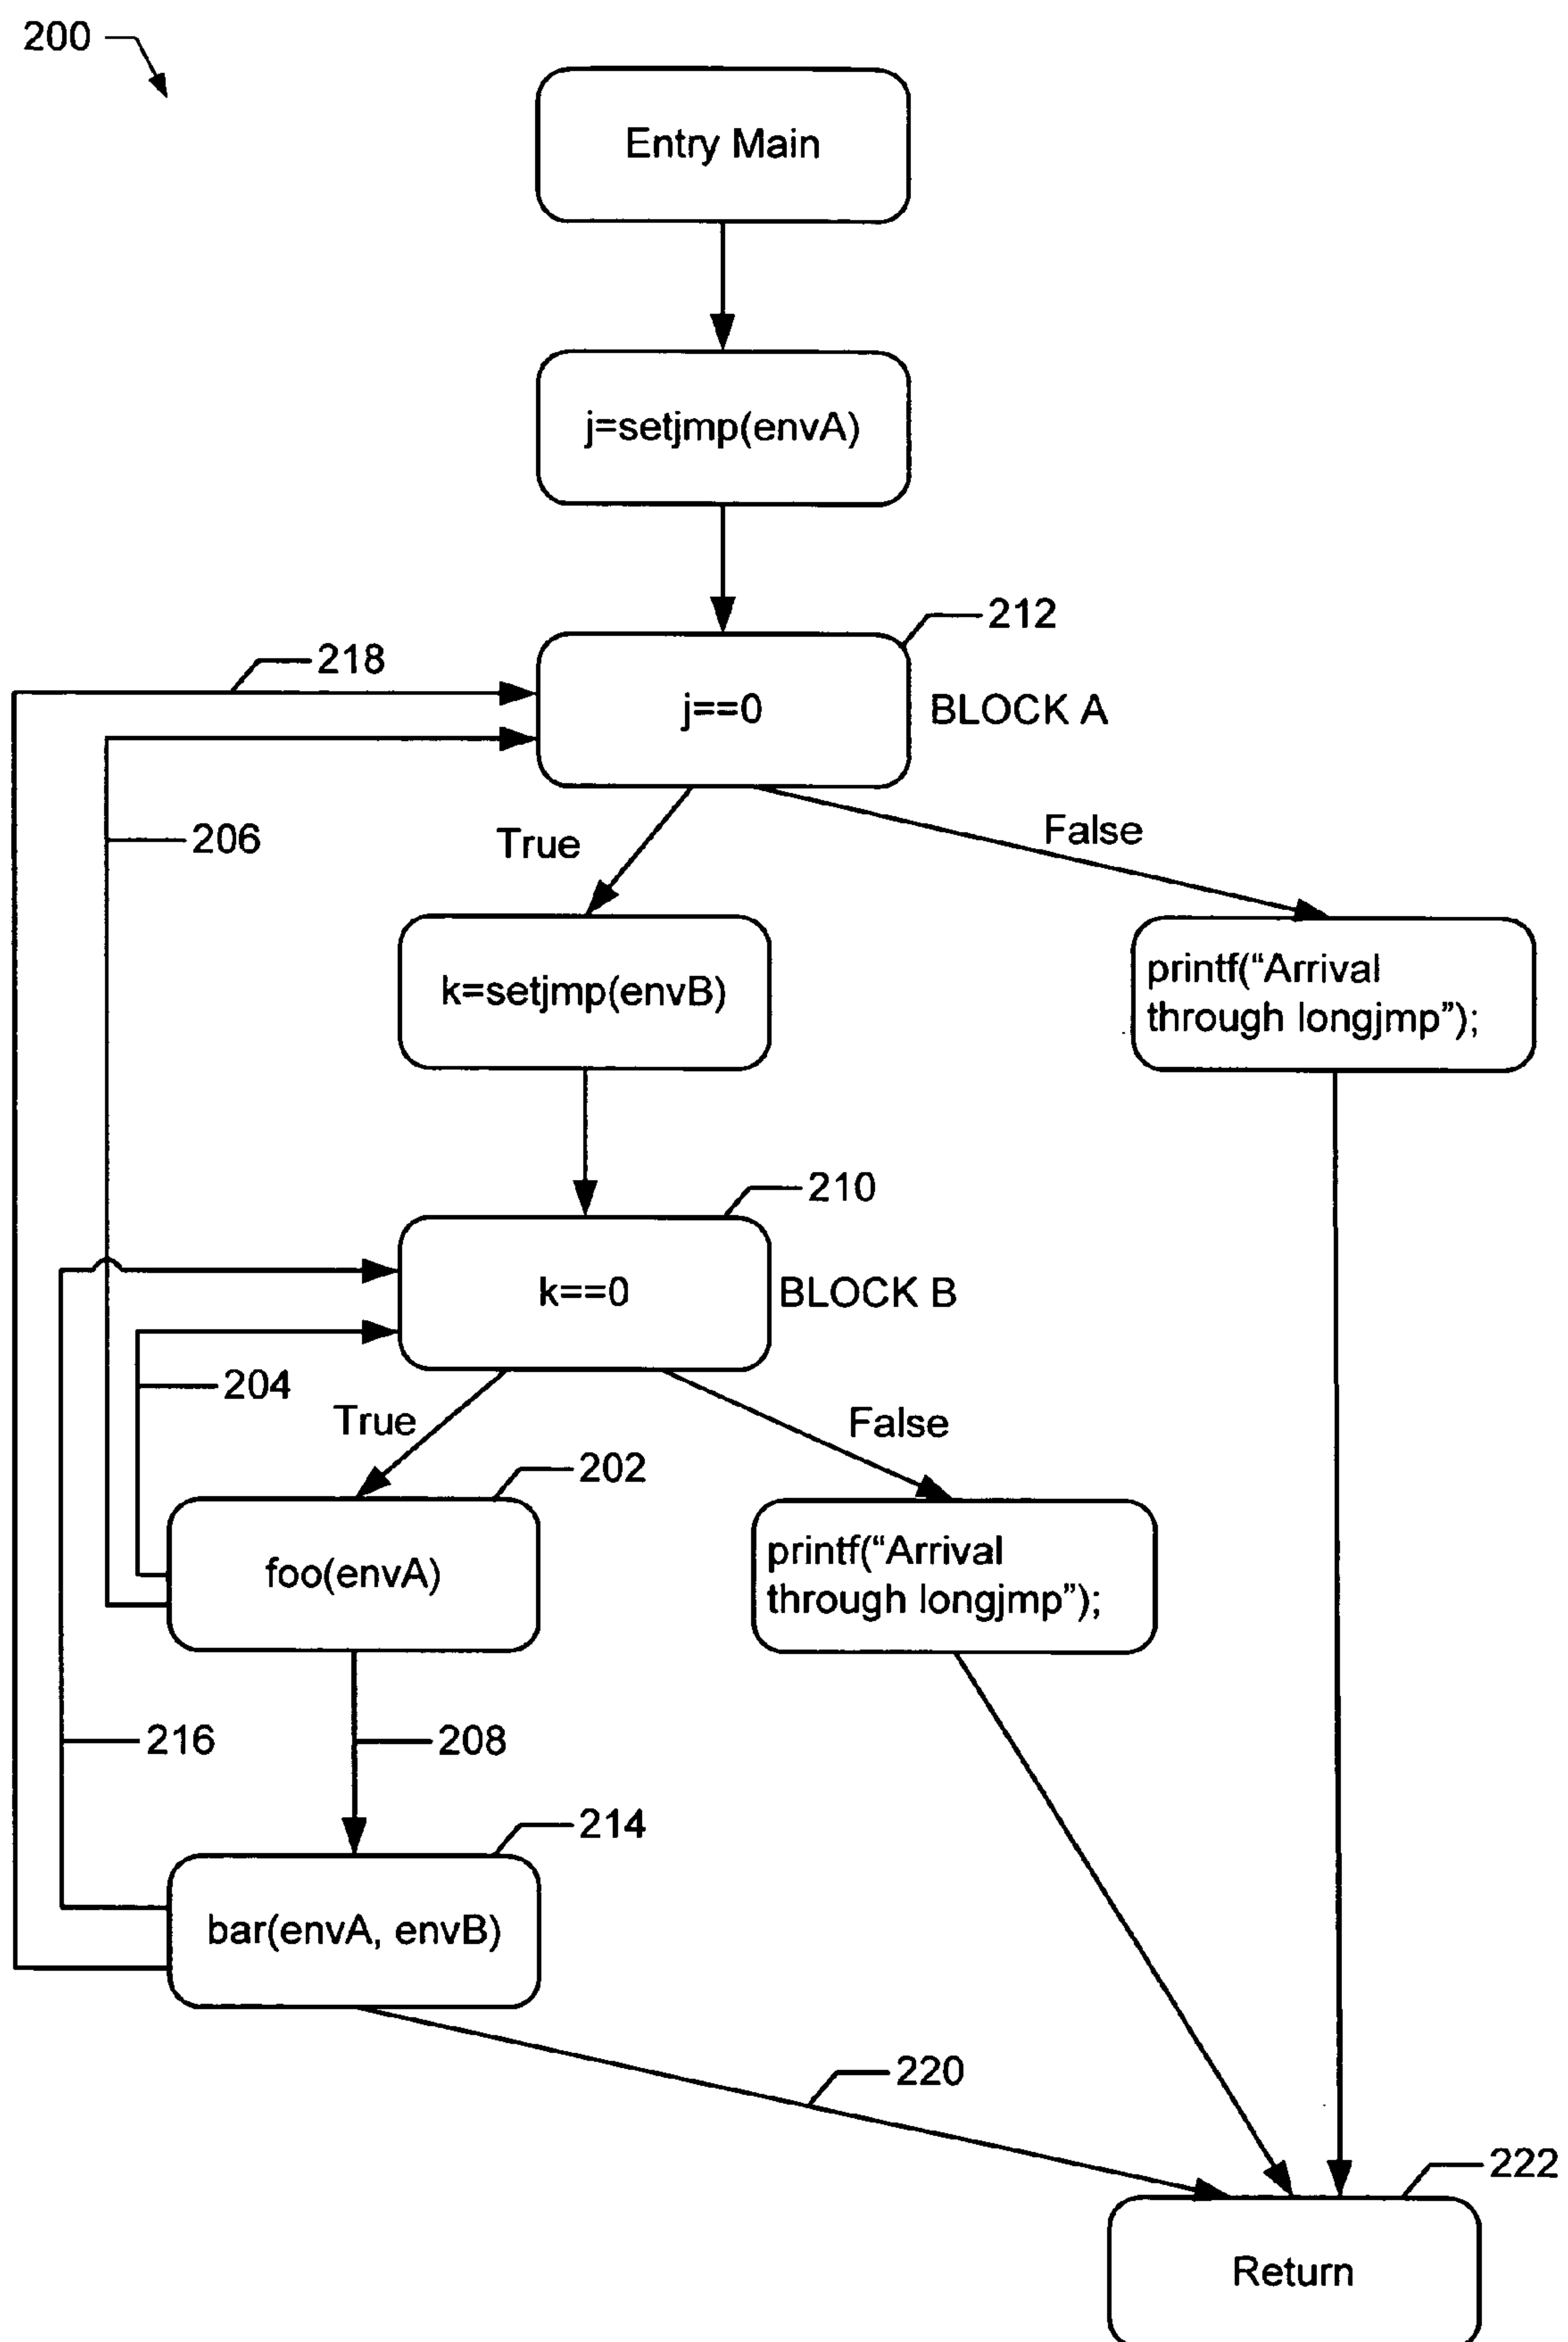 200
Entry Main
j=setjmp(envA)
212
218
j==0
BLOCK A
206
True
False
k=setjmp(envB)
printf(“Arrival
through longjmp”);
210
k==0
BLOCK B
204
True
False
202
foo(envA)
printf(“Arrival
through longjmp”);
216
208
214
bar(envA, envB)
220
222
Return